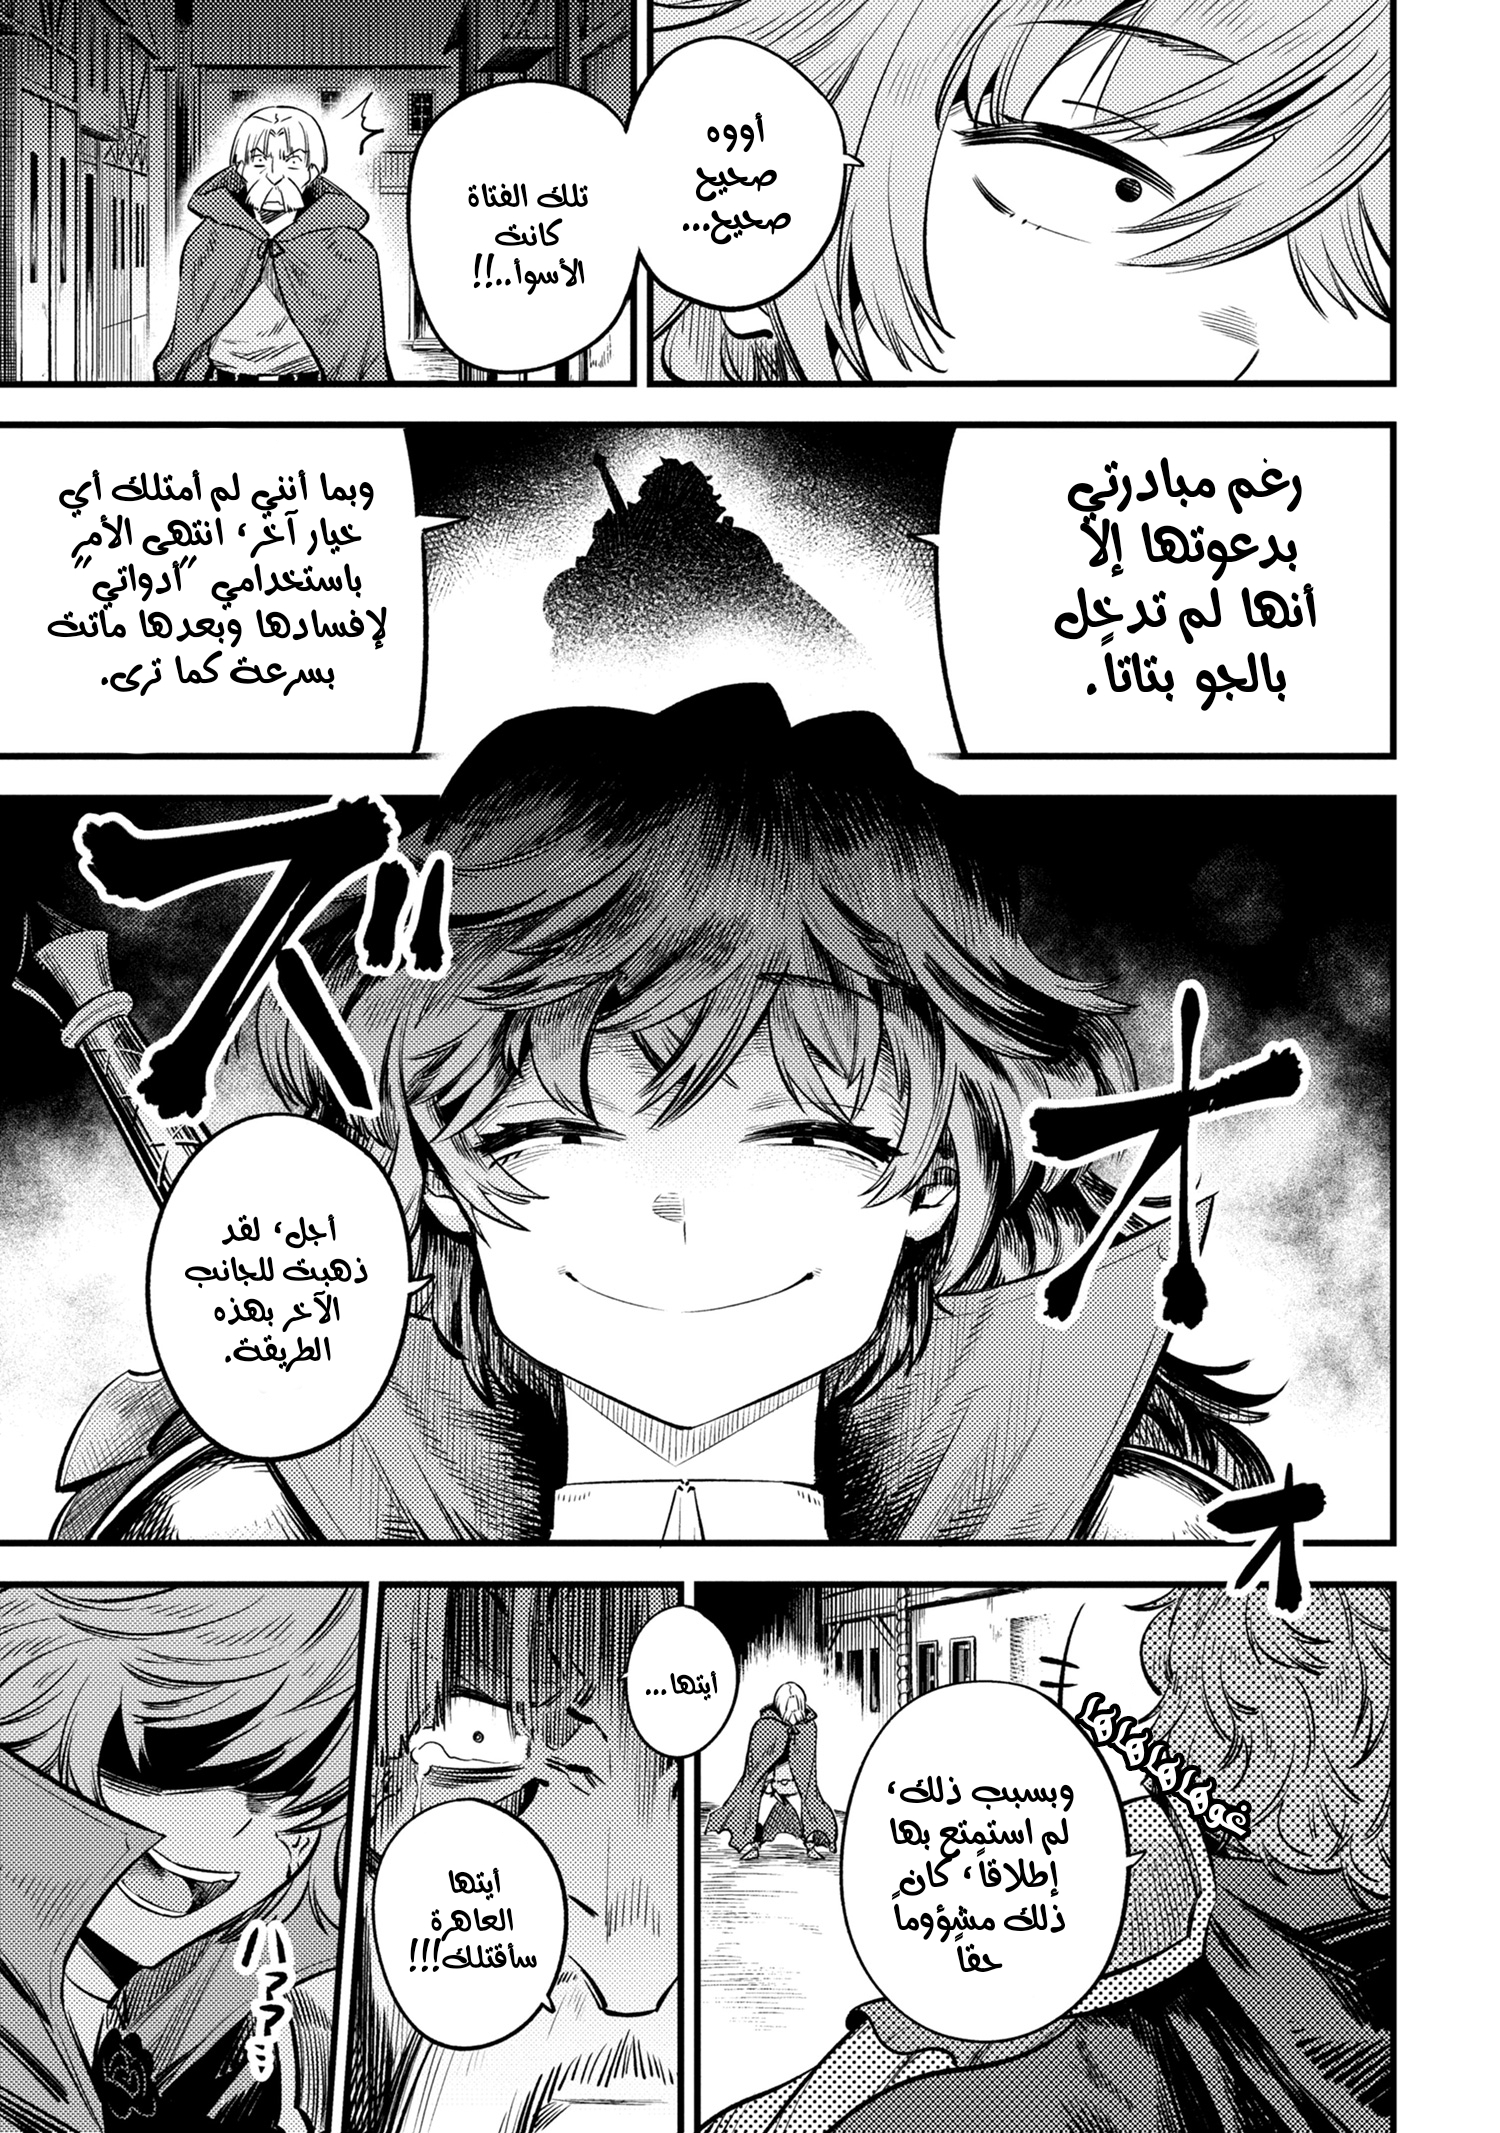 أووه
صحيح
صحيح...
تلك الفتاة
كانت
الأسوأ..!!
رغم مبادرتي
بدعوتها إلا
أنها لم تدخل
بالجو بتاتاً.
وبما أنني لم أمتلك أي
خيار آخر، انتهى الأمر
باستخدامي "أدواتي"
لإفسادها وبعدها ماتت
بسرعة كما ترى.
オ
オ
ズ
أجل، لقد
ذهبت للجانب
الآخر بهذه
الطريقة.
غوهاهاهاها
وبسبب ذلك،
لم استمتع بها
إطلاقاً، كان
ذلك مشؤوماً
حقاً
أيتها...
أيتها
العاهرة
سأقتلك!!!